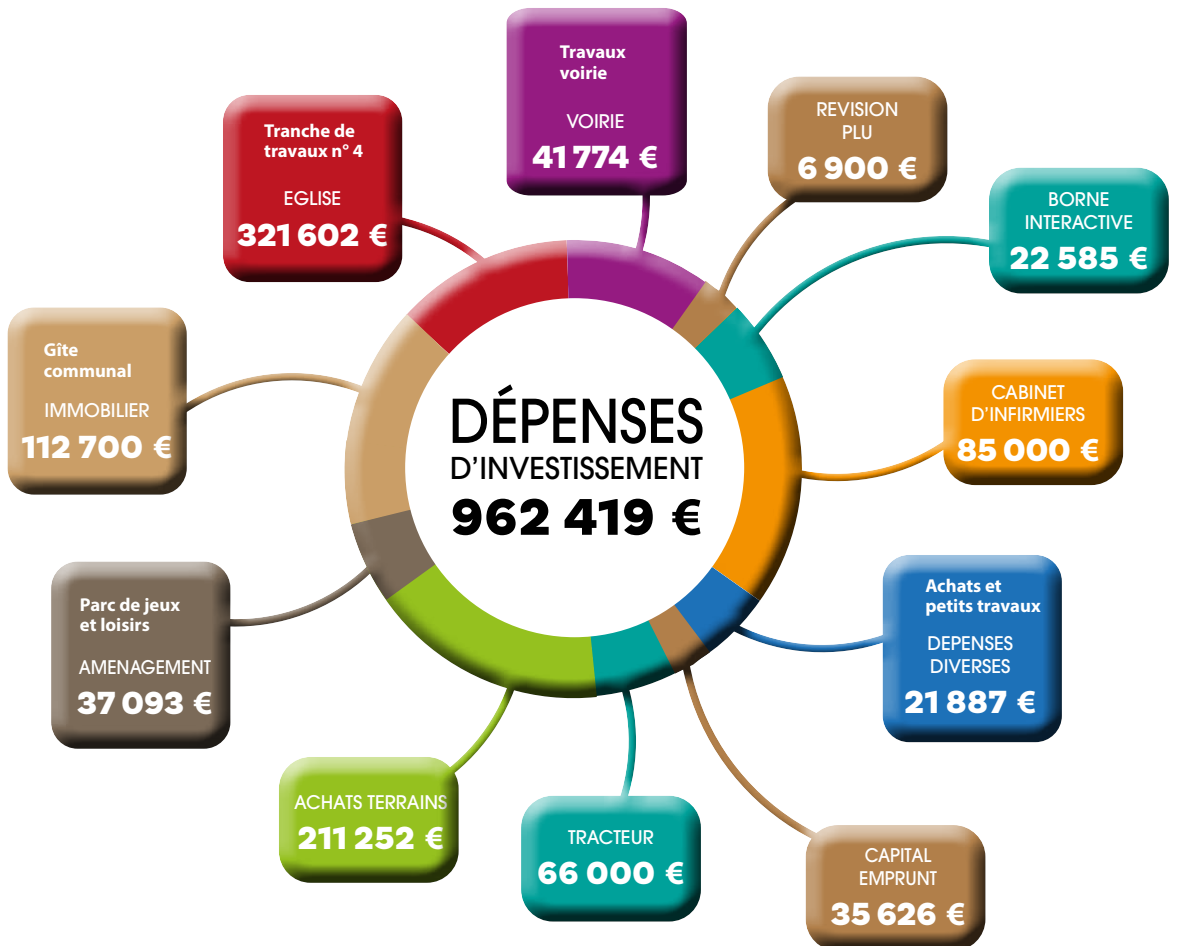 DÉPENSES
D'INVESTISSEMENT
962 419 €
Travaux
voirie
VOIRIE
41 774 €
REVISION
PLU
6 900 €
BORNE
INTERACTIVE
22 585 €
CABINET
D'INFIRMIERS
85 000 €
Achats et
petits travaux
DEPENSES
DIVERSES
21 887 €
CAPITAL
EMPRUNT
35 626 €
TRACTEUR
66 000 €
ACHATS TERRAINS
211 252 €
Parc de jeux
et loisirs
AMENAGEMENT
37 093 €
Gîte
communal
IMMOBILIER
112 700 €
Tranche de
travaux n° 4
EGLISE
321 602 €